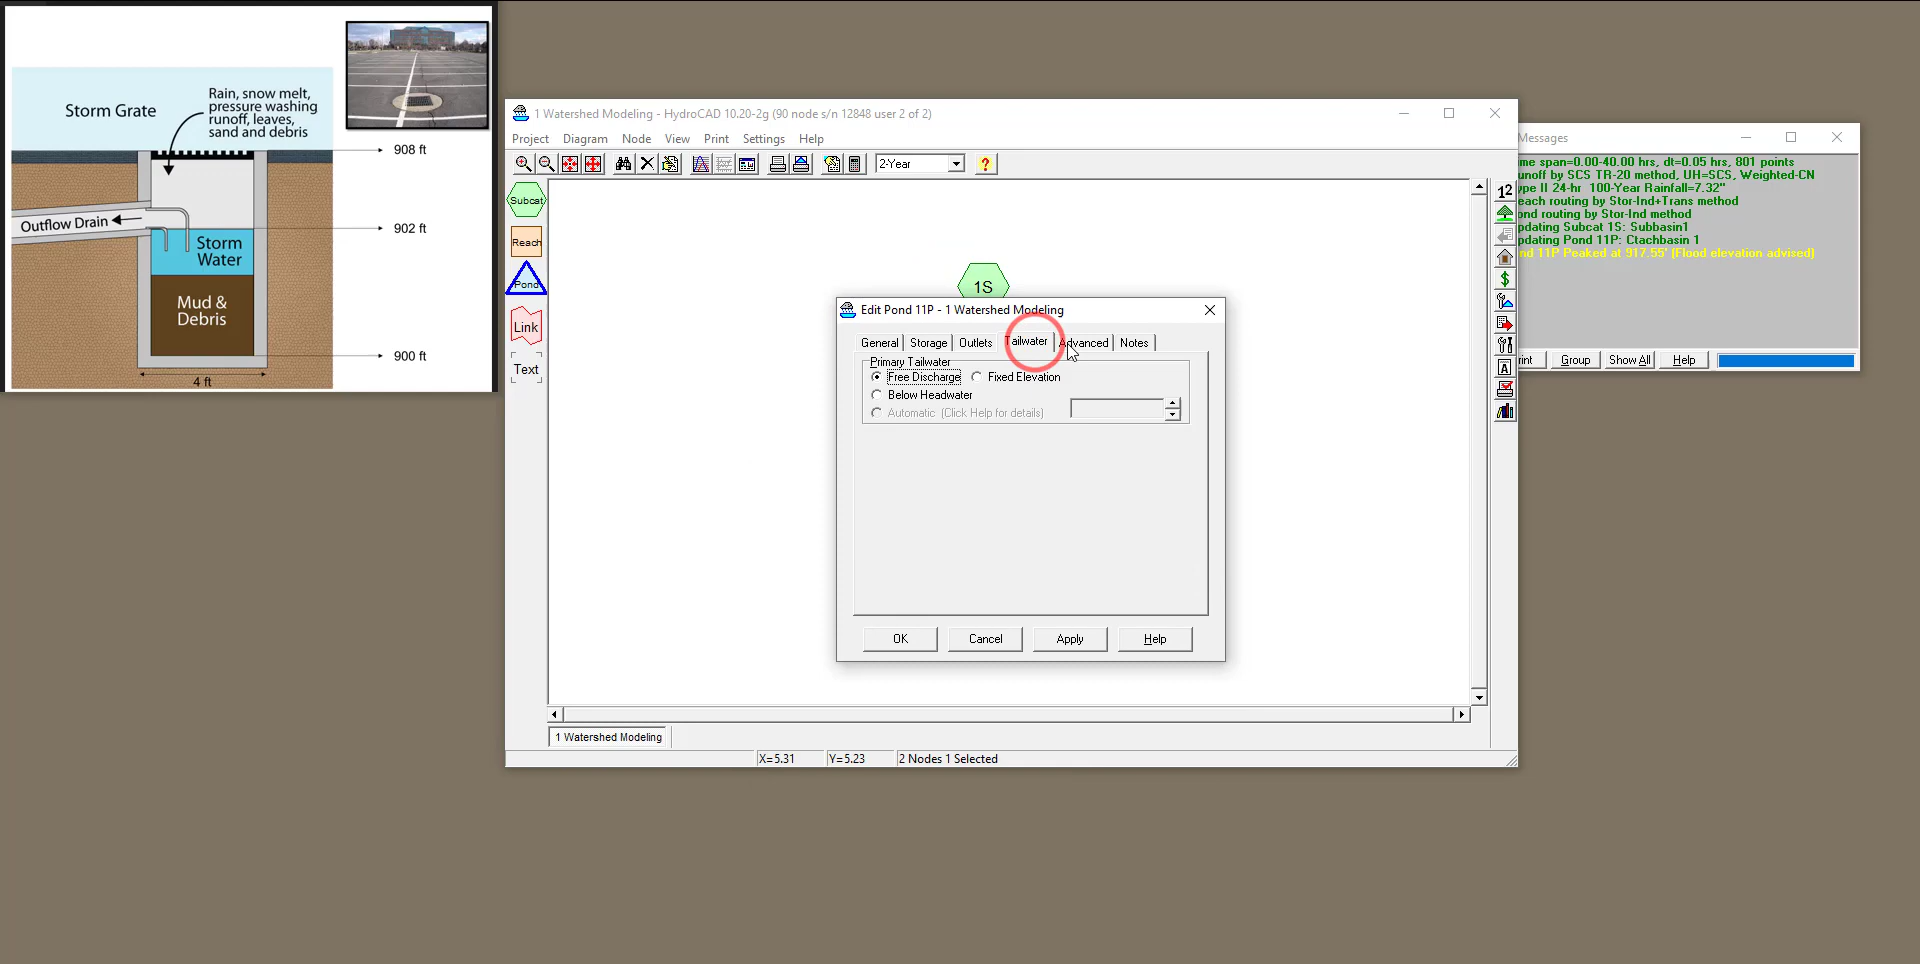 Storm Grate
Rain, snow melt,
pressure washing
runoff, leaves,
sand and debris
908 ft
Outflow Drain
902 ft
Storm
Water
Mud &
Debris
900 ft
4 ft
1 Watershed Modeling - HydroCAD 10.20-2g (90 node s/n 12848 user 2 of 2)
Project Diagram Node View Print Settings Help
2-Year
?
Subcat
Reach
Pond
Link
Text
1S
Edit Pond 11P - 1 Watershed Modeling
General Storage Outlets Tailwater Advanced Notes
Primary Tailwater
Free Discharge Fixed Elevation
Below Headwater
Automatic (Click Help for details)
OK Cancel Apply Help
1 Watershed Modeling
X=5.31 Y=5.23 2 Nodes 1 Selected
12
$
A
Messages
me span=0.00-40.00 hrs, dt=0.05 hrs, 801 points
unoff by SCS TR-20 method, UH=SCS, Weighted-CN
ype II 24-hr 100-Year Rainfall=7.32"
each routing by Stor-Ind+Trans method
ond routing by Stor-Ind method
pdating Subcat 1S: Subbasin1
pdating Pond 11P: Ctachbasin 1
nd 11P Peaked at 917.55' (Flood elevation advised)
rint Group Show All Help